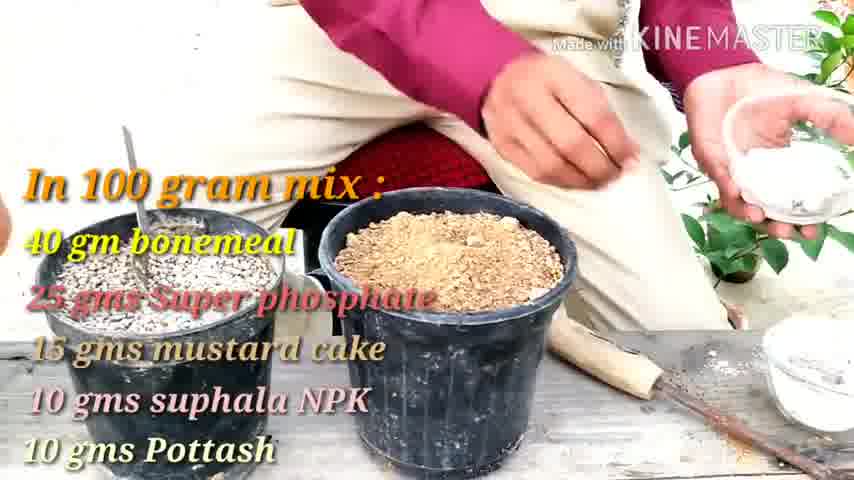 Made with KINEMASTER
In 100 gram mix :
40 gm bonemeal
25 gms Super phosphate
15 gms mustard cake
10 gms suphala NPK
10 gms Pottash